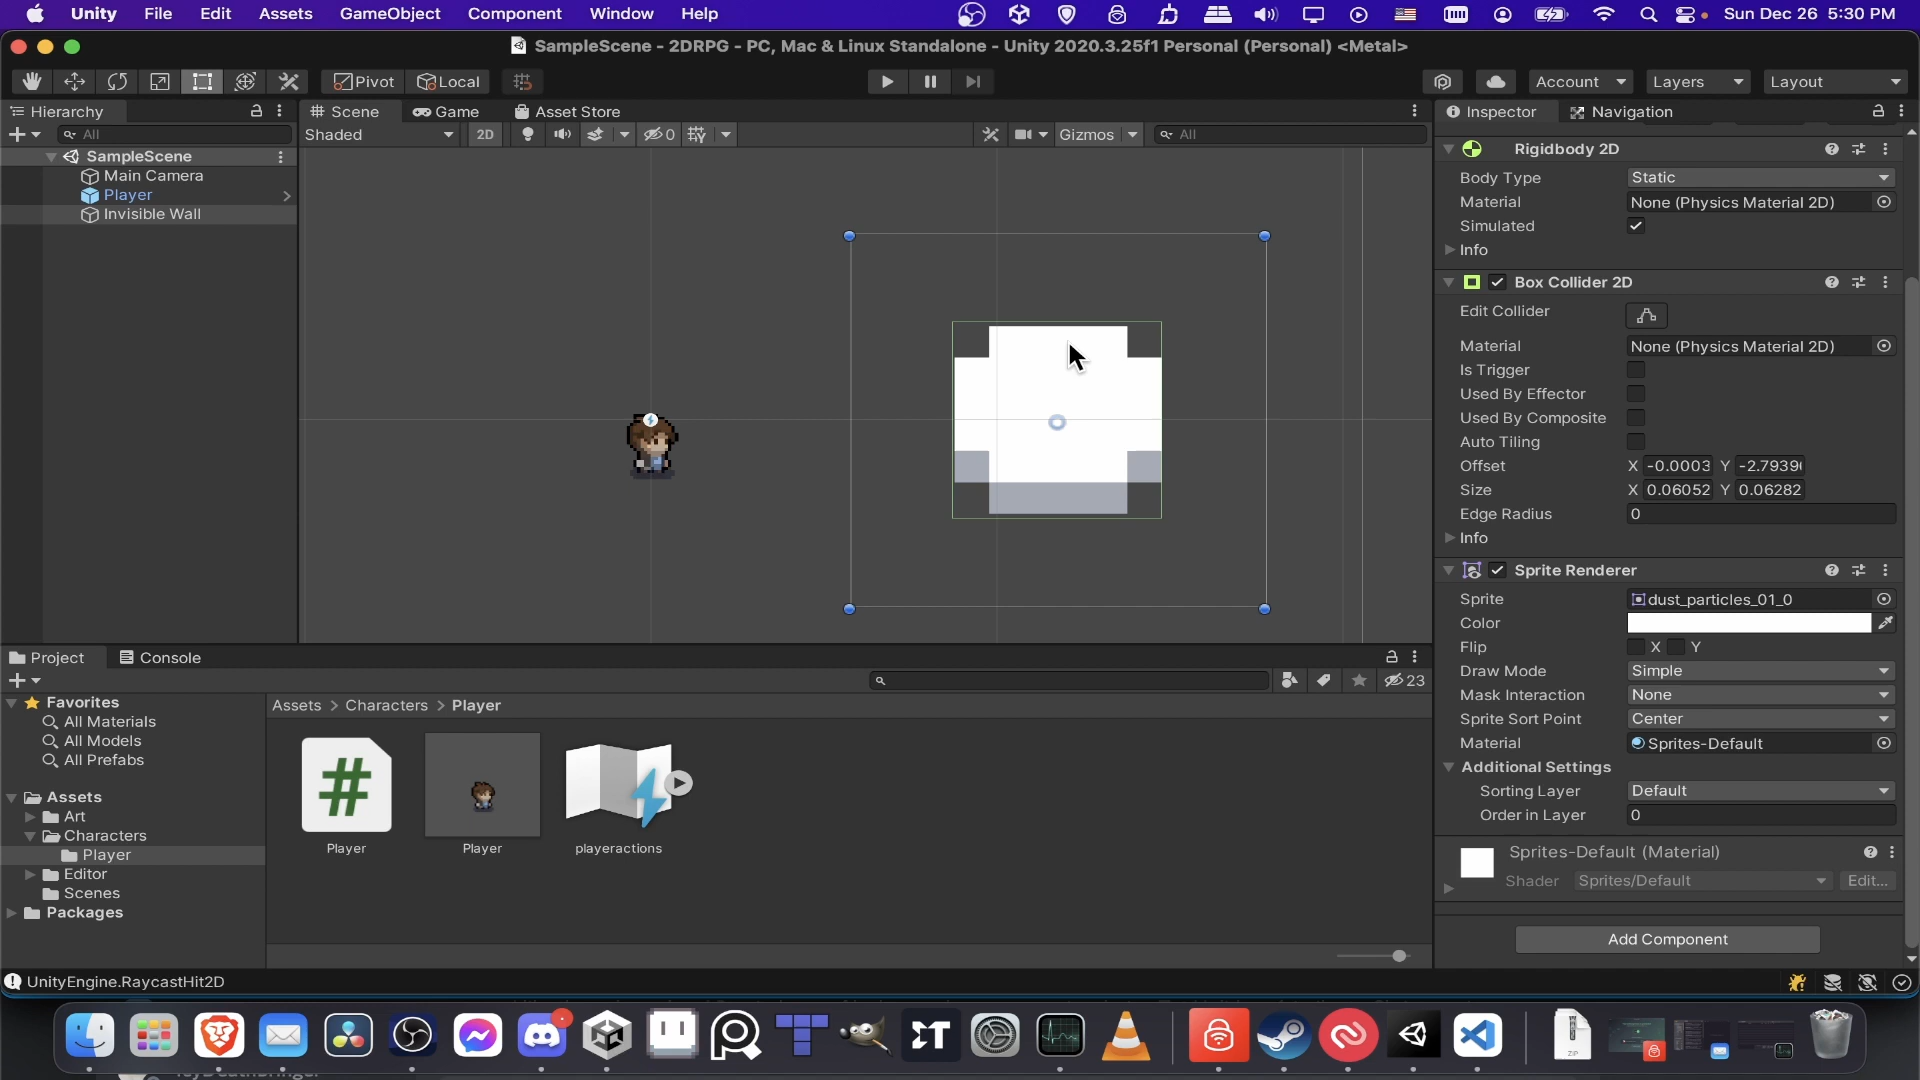 Unity File Edit Assets GameObject Component Window Help Sun Dec 26 5:30 PM
SampleScene - 2DRPG - PC, Mac & Linux Standalone - Unity 2020.3.25f1 Personal (Personal) <Metal>
Pivot Local Account Layers Layout
Hierarchy Scene Game Asset Store Inspector Navigation
All Shaded 2D 0 Gizmos All
SampleScene
Main Camera
Player
Invisible Wall
Rigidbody 2D
Body Type Static
Material None (Physics Material 2D)
Simulated
Info
Box Collider 2D
Edit Collider
Material None (Physics Material 2D)
Is Trigger
Used By Effector
Used By Composite
Auto Tiling
Offset X -0.0003 Y -2.7939
Size X 0.06052 Y 0.06282
Edge Radius 0
Info
Sprite Renderer
Sprite dust_particles_01_0
Color
Flip X Y
Draw Mode Simple
Mask Interaction None
Sprite Sort Point Center
Material Sprites-Default
Additional Settings
Sorting Layer Default
Order in Layer 0
Sprites-Default (Material)
Shader Sprites/Default Edit...
Add Component
Project Console
23
Favorites
All Materials
All Models
All Prefabs
Assets
Art
Characters
Player
Editor
Scenes
Packages
Assets > Characters > Player
# 
Player Player playeractions
UnityEngine.RaycastHit2D
ZIP